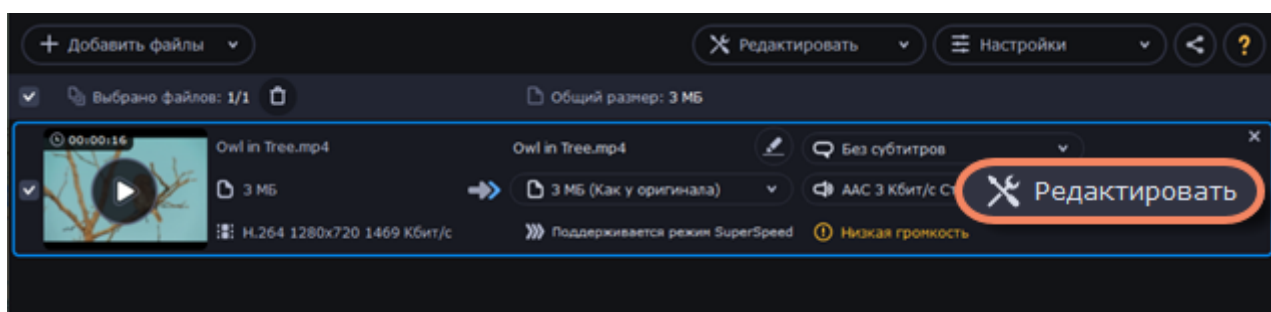 Добавить файлы
Редактировать
Настройки
?
Выбрано файлов: 1/1
Общий размер: 3 МБ
00:00:16
Owl in Tree.mp4
Owl in Tree.mp4
Без субтитров
3 МБ
3 МБ (Как у оригинала)
AAC 3 Кбит/с
Редактировать
H.264 1280x720 1469 Кбит/с
Поддерживается режим SuperSpeed
Низкая громкость